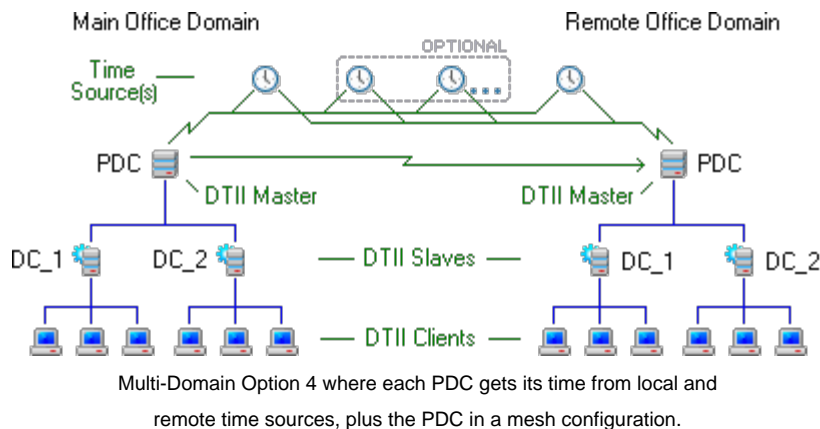 Main Office Domain
Remote Office Domain
OPTIONAL
Time
Source(s)
...
PDC
PDC
DTII Master
DTII Master
DC_1
DC_2
DTII Slaves
DC_1
DC_2
DTII Clients
Multi-Domain Option 4 where each PDC gets its time from local and
remote time sources, plus the PDC in a mesh configuration.